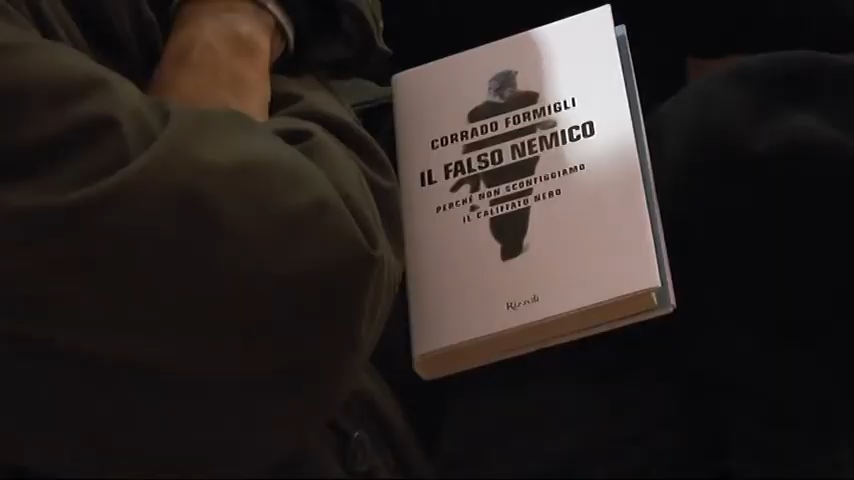 CORRADO FORMIGLI
IL FALSO NEMICO
PERCHÉ NON SCONFIGGIAMO
IL CALIFFATO NERO
Rizzoli